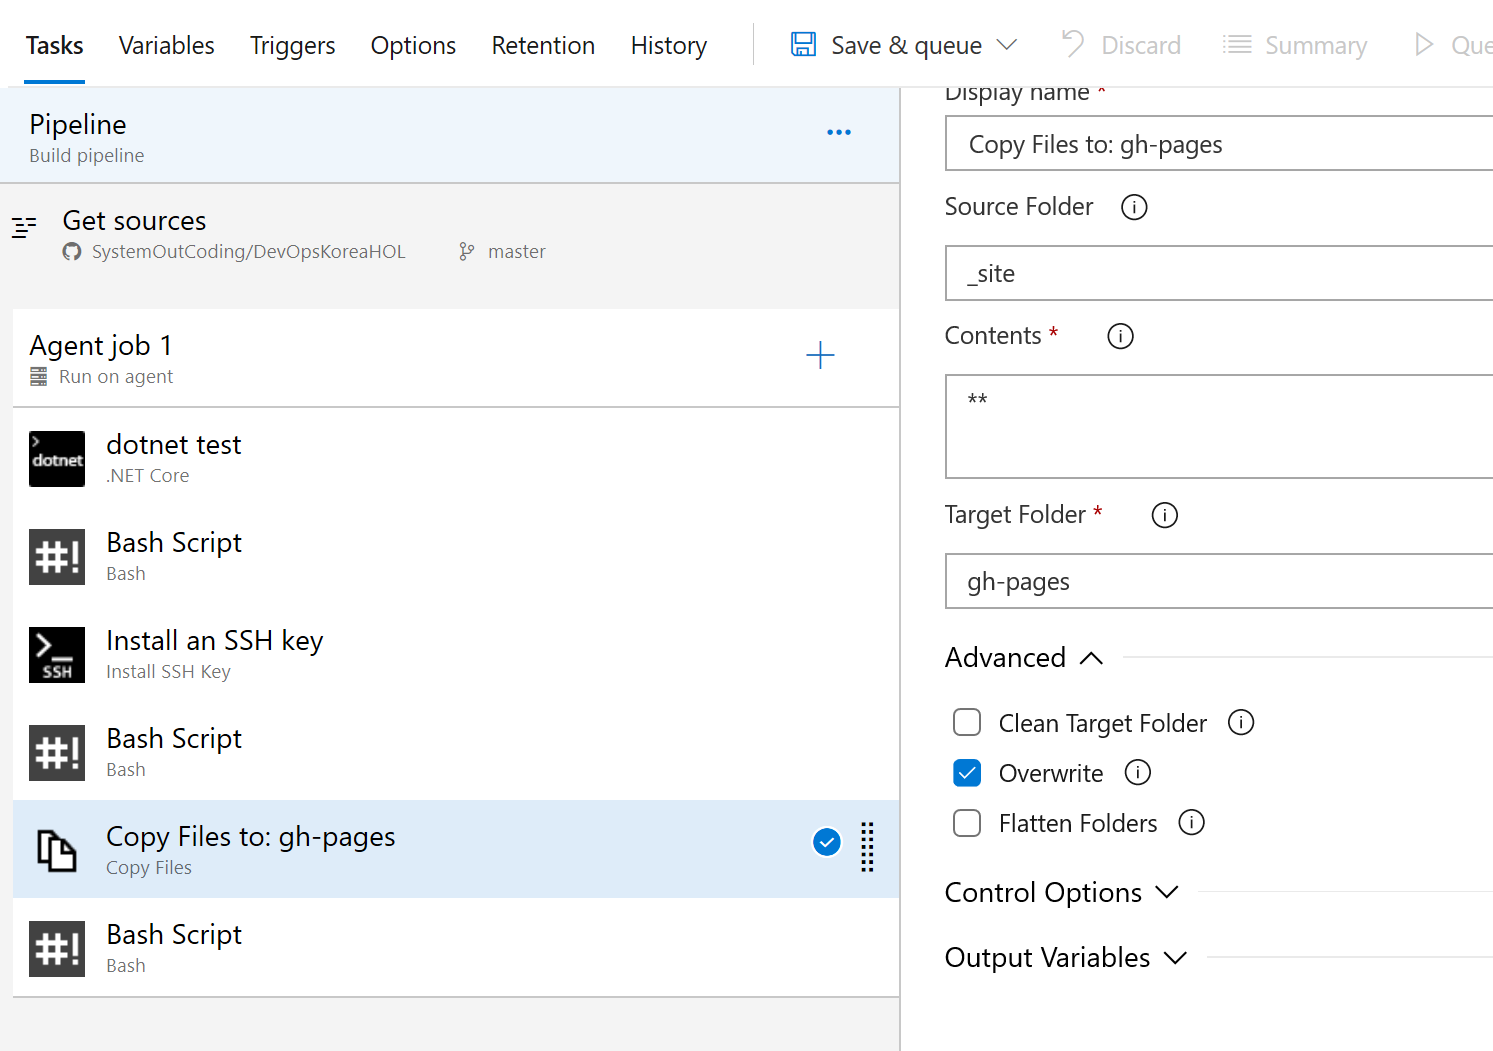 Tasks Variables Triggers Options Retention History Save & queue Discard Summary Que
Pipeline
Build pipeline
Get sources
SystemOutCoding/DevOpsKoreaHOL master
Agent job 1
Run on agent
dotnet
dotnet test
.NET Core
#!
Bash Script
Bash
SSH
Install an SSH key
Install SSH Key
#!
Bash Script
Bash
Copy Files to: gh-pages
Copy Files
#!
Bash Script
Bash
Display name *
Copy Files to: gh-pages
Source Folder
_site
Contents *
**
Target Folder *
gh-pages
Advanced
Clean Target Folder
Overwrite
Flatten Folders
Control Options
Output Variables